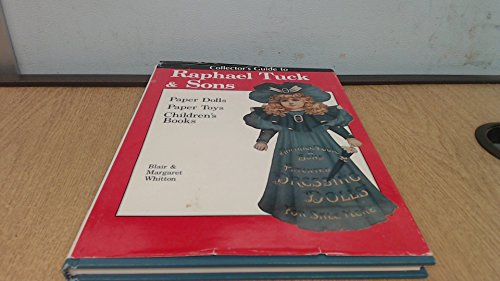 Collector's Guide to
Raphael Tuck
& Sons
Paper Dolls
Paper Toys
Children's
Books
Blair &
Margaret
Whitton
DRESSING
DOLLS